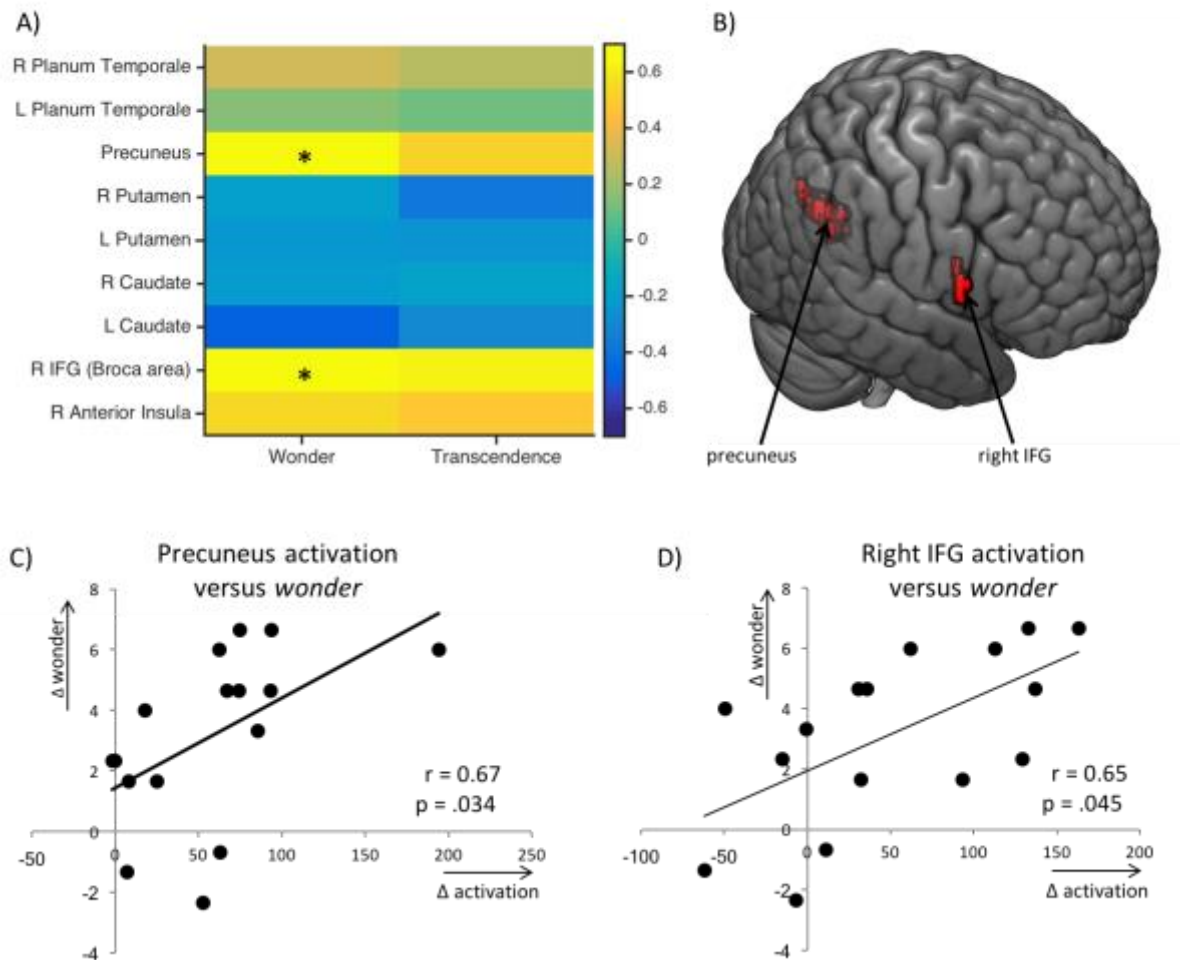 A)
R Planum Temporale
L Planum Temporale
Precuneus
R Putamen
L Putamen
R Caudate
L Caudate
R IFG (Broca area)
R Anterior Insula
*
*
Wonder
Transcendence
0.6
0.4
0.2
0
-0.2
-0.4
-0.6
B)
precuneus
right IFG
C)
Precuneus activation
versus wonder
Δ wonder
8
6
4
2
0
-2
-4
-50
0
50
100
150
200
250
r = 0.67
p = .034
Δ activation
D)
Right IFG activation
versus wonder
Δ wonder
8
6
4
2
0
-2
-4
-100
-50
0
50
100
150
200
r = 0.65
p = .045
Δ activation